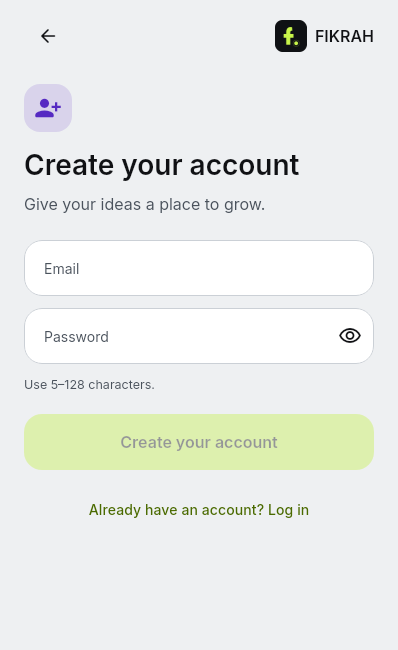 f.
FIKRAH
Create your account
Give your ideas a place to grow.
Email
Password
Use 5–128 characters.
Create your account
Already have an account? Log in